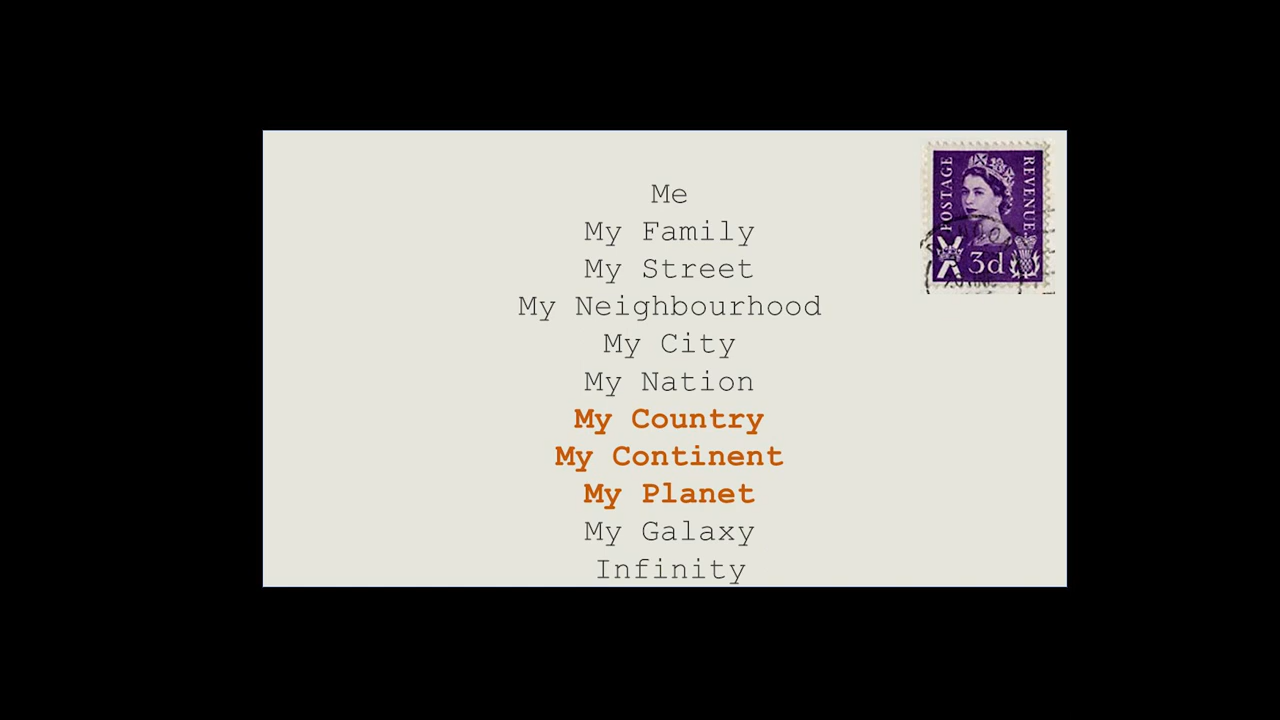 Me
My Family
My Street
My Neighbourhood
My City
My Nation
My Country
My Continent
My Planet
My Galaxy
Infinity
POSTAGE
REVENUE
3d